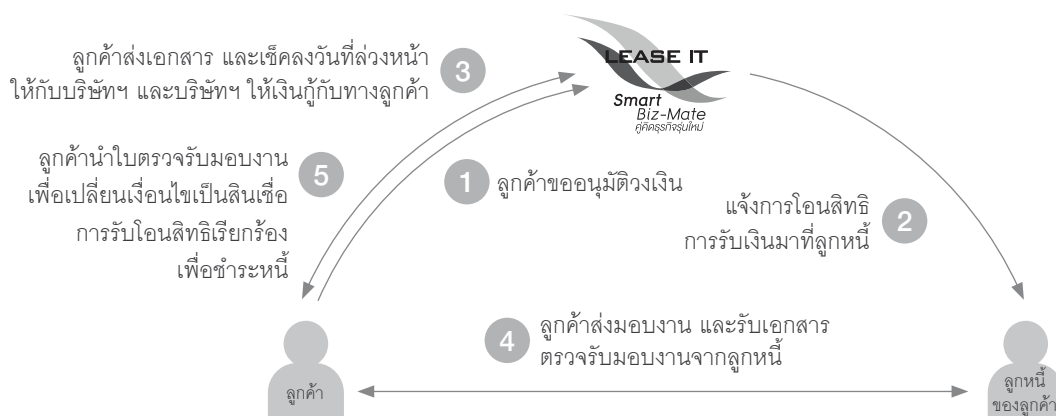 ลูกค้าส่งเอกสาร และเช็คลงวันที่ล่วงหน้า
ให้กับบริษัทฯ และบริษัทฯ ให้เงินกู้กับทางลูกค้า
3
LEASE IT
Smart
Biz-Mate
คู่คิดธุรกิจรุ่นใหม่
ลูกค้านำใบตรวจรับมอบงาน
เพื่อเปลี่ยนเงื่อนไขเป็นสินเชื่อ
การรับโอนสิทธิเรียกร้อง
เพื่อชำระหนี้
5
1 ลูกค้าขออนุมัติวงเงิน
แจ้งการโอนสิทธิ
การรับเงินมาที่ลูกหนี้
2
4
ลูกค้าส่งมอบงาน และรับเอกสาร
ตรวจรับมอบงานจากลูกหนี้
ลูกค้า
ลูกหนี้
ของลูกค้า